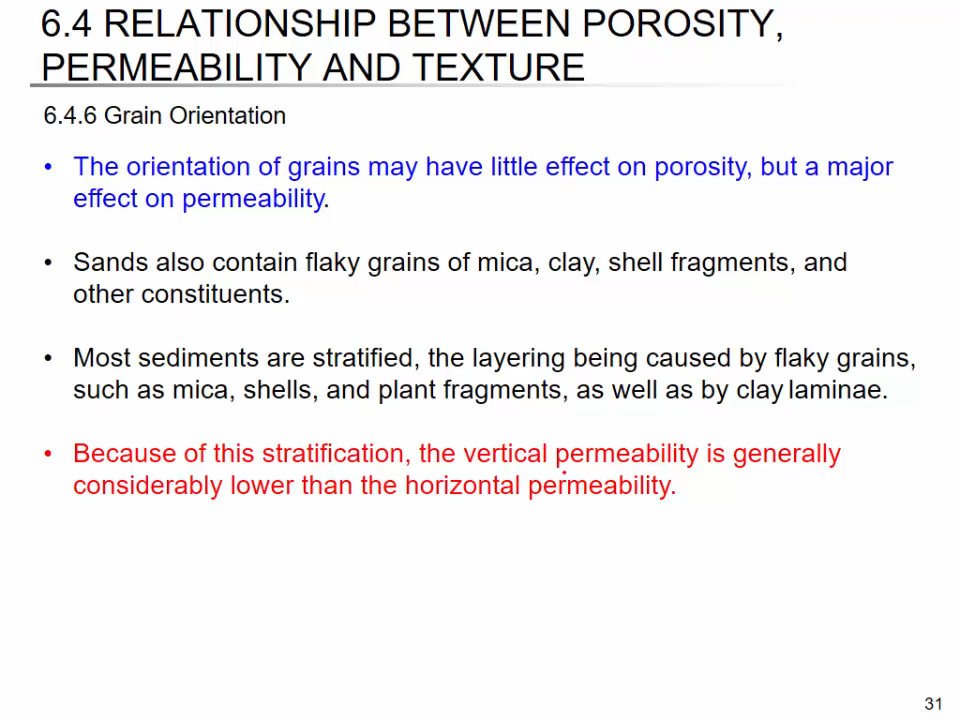 6.4 RELATIONSHIP BETWEEN POROSITY,
PERMEABILITY AND TEXTURE
6.4.6 Grain Orientation
• The orientation of grains may have little effect on porosity, but a major
effect on permeability.
• Sands also contain flaky grains of mica, clay, shell fragments, and
other constituents.
• Most sediments are stratified, the layering being caused by flaky grains,
such as mica, shells, and plant fragments, as well as by clay laminae.
• Because of this stratification, the vertical permeability is generally
considerably lower than the horizontal permeability.
31